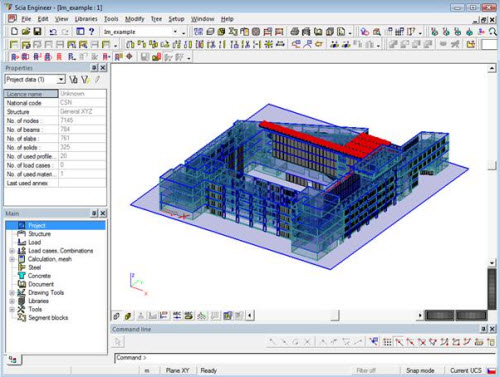 Scia Engineer - [lm_example : 1]
File Edit View Libraries Tools Modify Tree Setup Window Help
lm_example
Properties
Project data (1)
Licence name: Unknown
National code CSN
Structure General XYZ
No. of nodes : 7145
No. of beams : 784
No. of slabs : 761
No. of solids : 325
No. of used profile... 20
No. of load cases : 0
No. of used materi... 1
Last used annex
Main
Project
Structure
Load
Load cases, Combinations
Calculation, mesh
Steel
Concrete
Document
Drawing Tools
Libraries
Tools
Segment blocks
Z
X
Command line
Command >
m Plane XY Ready Filter off Snap mode Current UCS